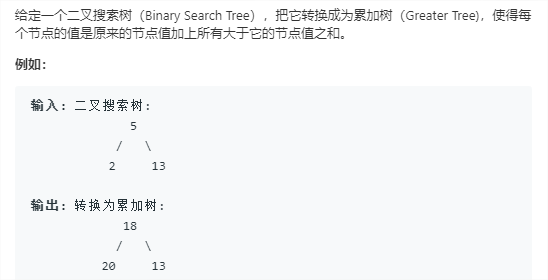 给定一个二叉搜索树（Binary Search Tree），把它转换成为累加树（Greater Tree)，使得每
个节点的值是原来的节点值加上所有大于它的节点值之和。
例如：
输入: 二叉搜索树:
5
/ \
2 13
输出: 转换为累加树:
18
/ \
20 13